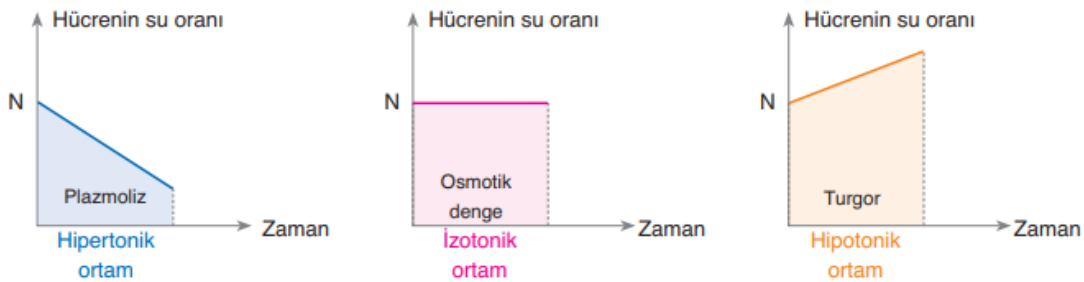 Hücrenin su oranı
N
Plazmoliz
Zaman
Hipertonik
ortam
Hücrenin su oranı
N
Osmotik
denge
Zaman
İzotonik
ortam
Hücrenin su oranı
N
Turgor
Zaman
Hipotonik
ortam